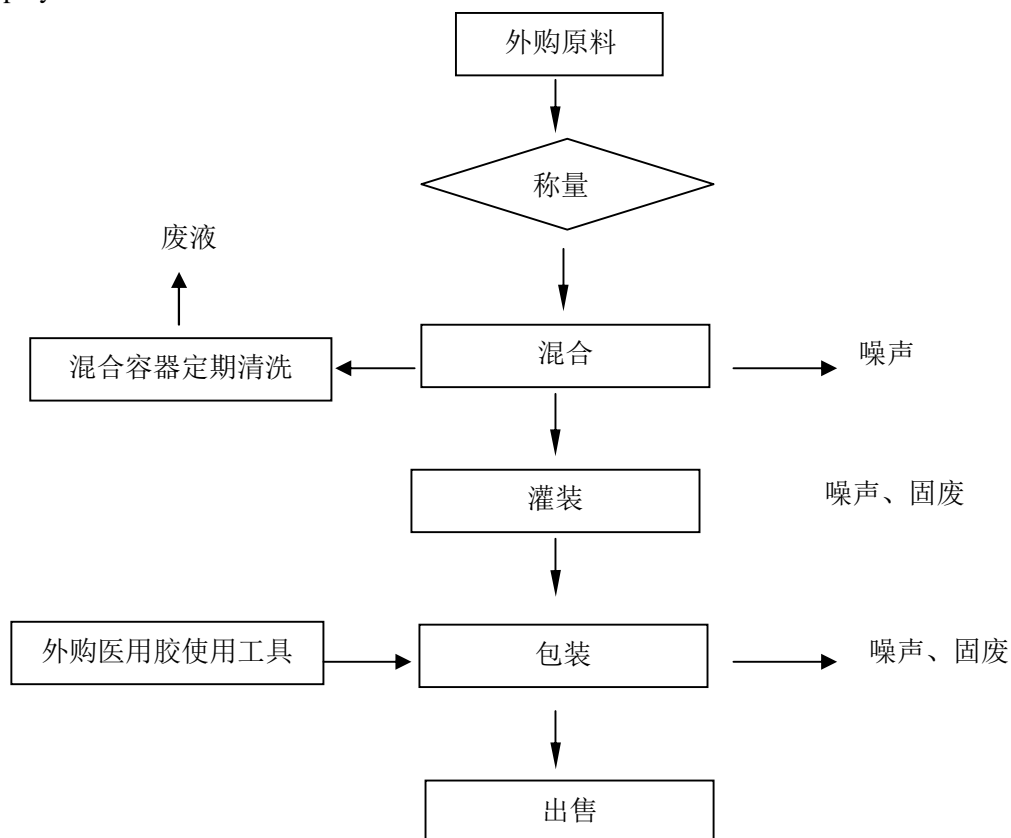 外购原料
称量
废液
混合容器定期清洗
混合
噪声
灌装
噪声、固废
外购医用胶使用工具
包装
噪声、固废
出售